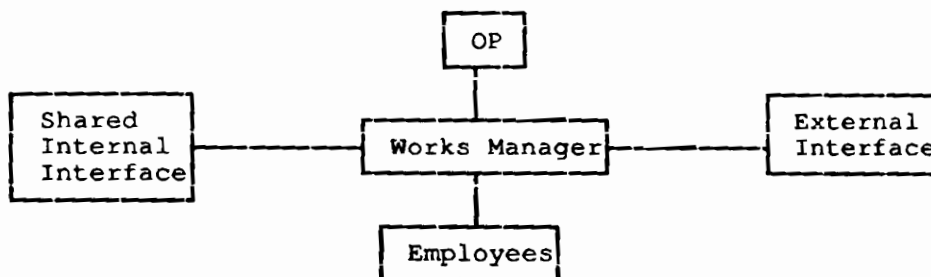 OP
Shared
Internal
Interface
Works Manager
External
Interface
Employees